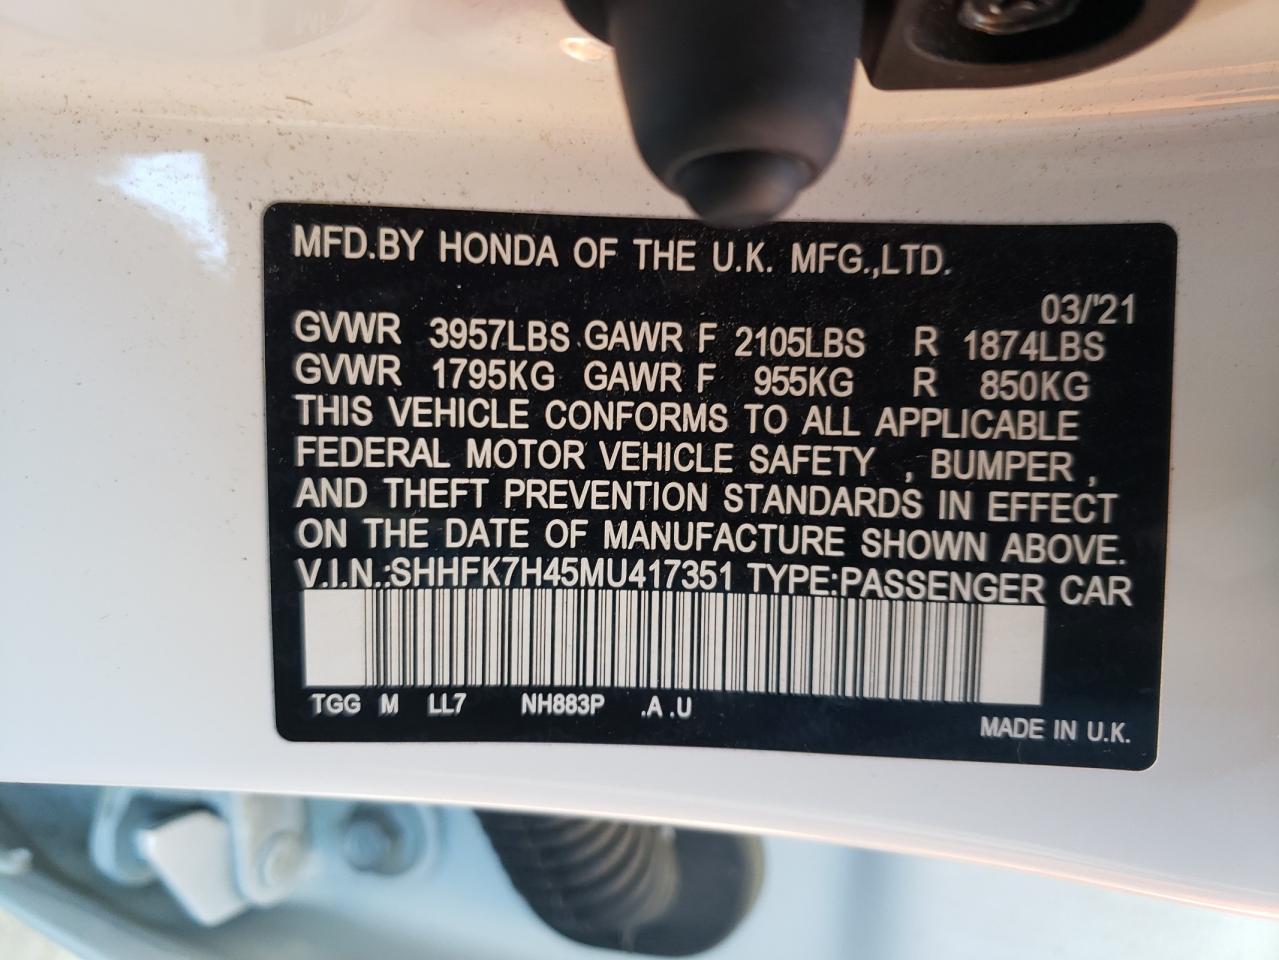 MFD.BY HONDA OF THE U.K. MFG.,LTD.
03/'21
GVWR 3957LBS GAWR F 2105LBS R 1874LBS
GVWR 1795KG GAWR F 955KG R 850KG
THIS VEHICLE CONFORMS TO ALL APPLICABLE
FEDERAL MOTOR VEHICLE SAFETY , BUMPER ,
AND THEFT PREVENTION STANDARDS IN EFFECT
ON THE DATE OF MANUFACTURE SHOWN ABOVE.
V.I.N.:SHHFK7H45MU417351 TYPE:PASSENGER CAR
TGG M LL7 NH883P .A .U
MADE IN U.K.